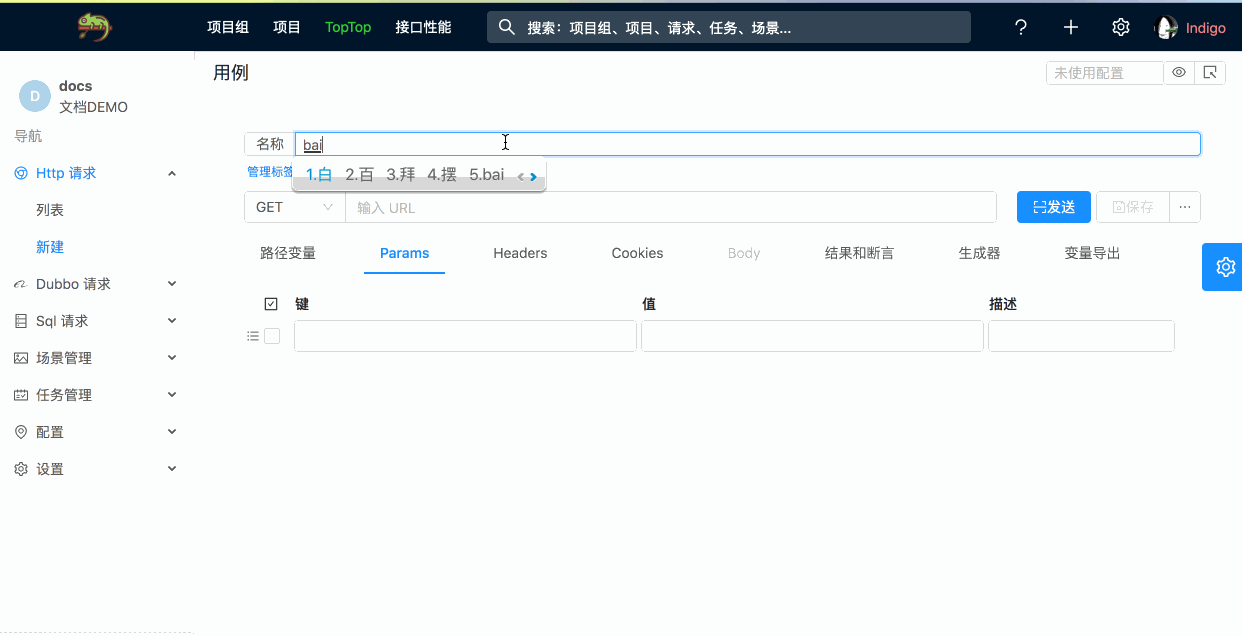 项目组 项目 TopTop 接口性能 搜索：项目组、项目、请求、任务、场景... Indigo
D docs
文档DEMO
导航
Http 请求
列表
新建
Dubbo 请求
Sql 请求
场景管理
任务管理
配置
设置
用例
未使用配置
名称 bai
管理标签
1.白 2.百 3.拜 4.摆 5.bai
GET 输入 URL 发送 保存 ...
路径变量 Params Headers Cookies Body 结果和断言 生成器 变量导出
键 值 描述